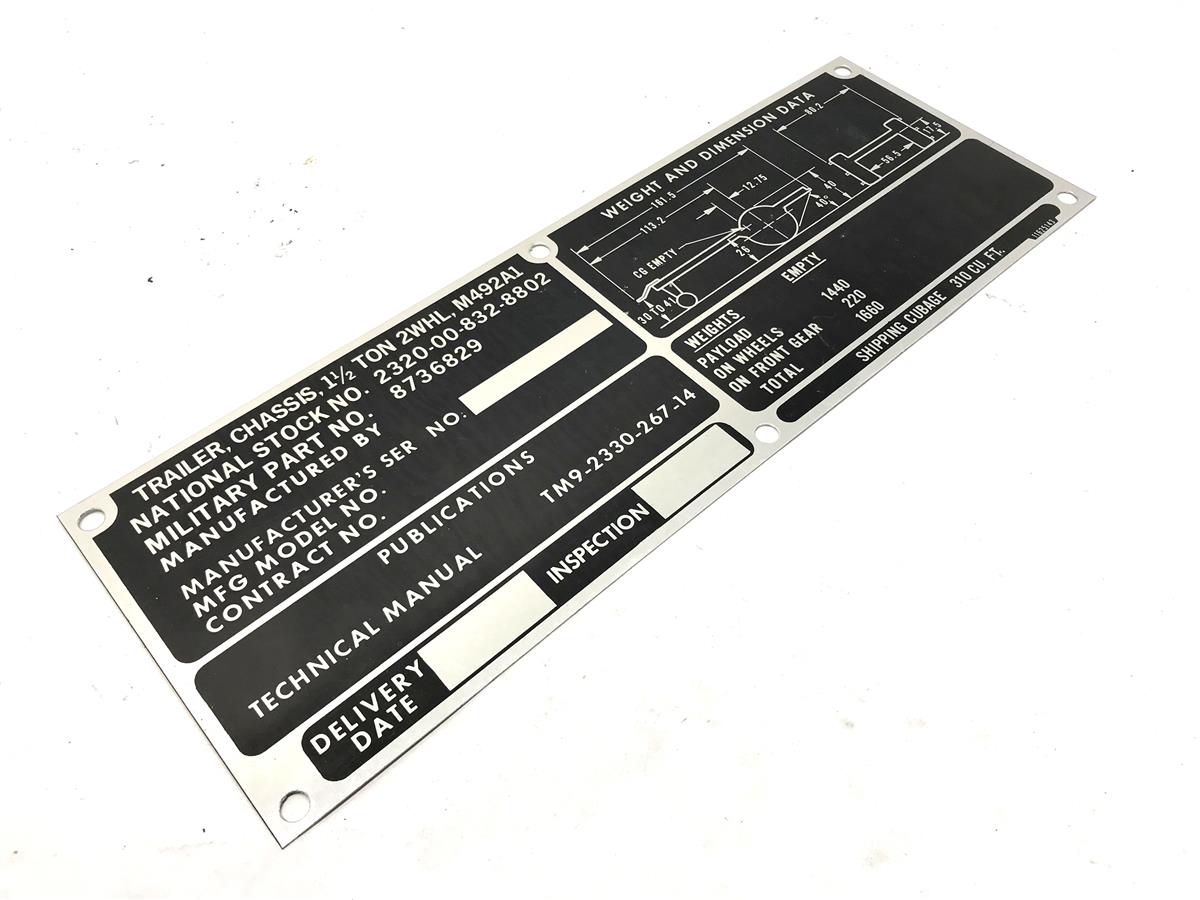 TRAILER, CHASSIS, 1½ TON 2WHL, M492A1
NATIONAL STOCK NO. 2320-00-832-8802
MILITARY PART NO. 8736829
MANUFACTURED BY
MANUFACTURER'S SER NO.
MFG MODEL NO.
CONTRACT NO.
PUBLICATIONS
TECHNICAL MANUAL TM9-2330-267-14
DELIVERY
DATE
INSPECTION
WEIGHT AND DIMENSION DATA
161.5
113.2
12.75
80.2
17.5
56.5
40
40°
26
CG EMPTY
30 TO 41
WEIGHTS EMPTY
PAYLOAD
ON WHEELS 1440
ON FRONT GEAR 220
TOTAL 1660
SHIPPING CUBAGE 310 CU. FT.